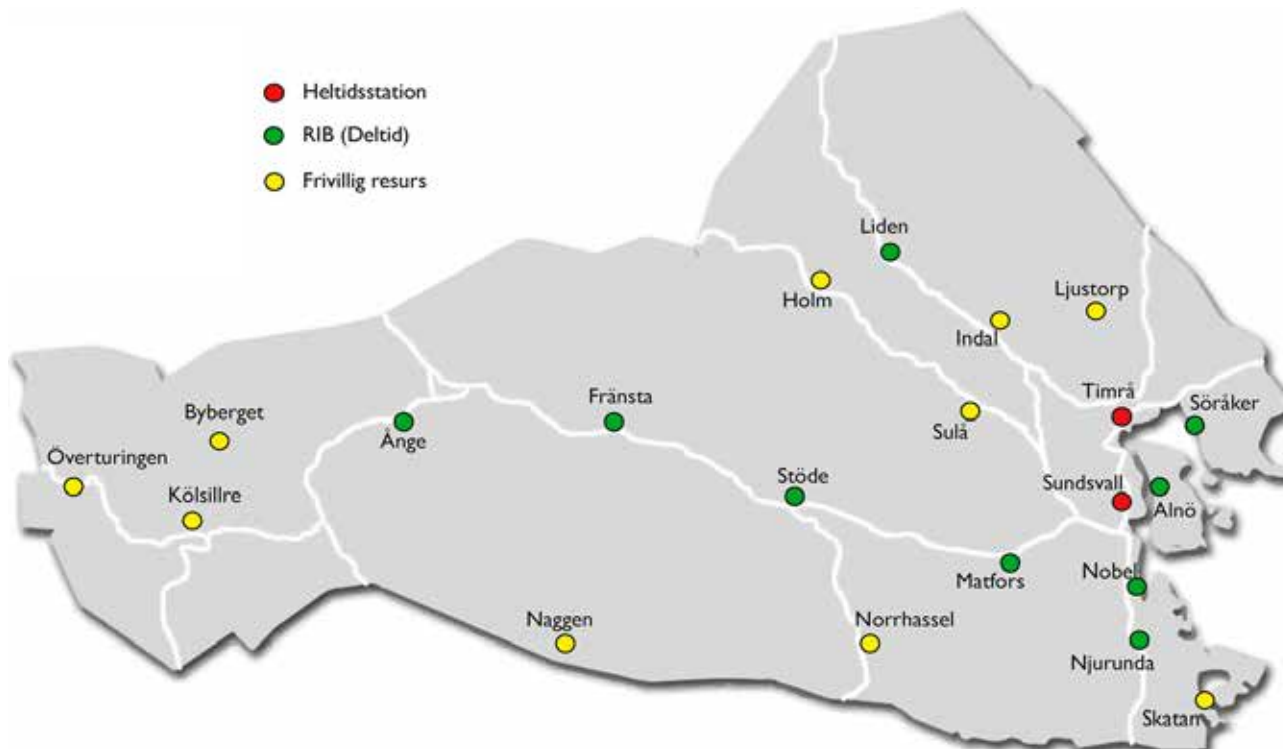 Heltidsstation
RIB (Deltid)
Frivillig resurs
Liden
Holm
Ljustorp
Indal
Timrå
Söråker
Fränsta
Byberget
Ånge
Sulå
Överturingen
Kölsillre
Stöde
Sundsvall
Alnö
Matfors
Nobel
Naggen
Norrhassel
Njurunda
Skatan